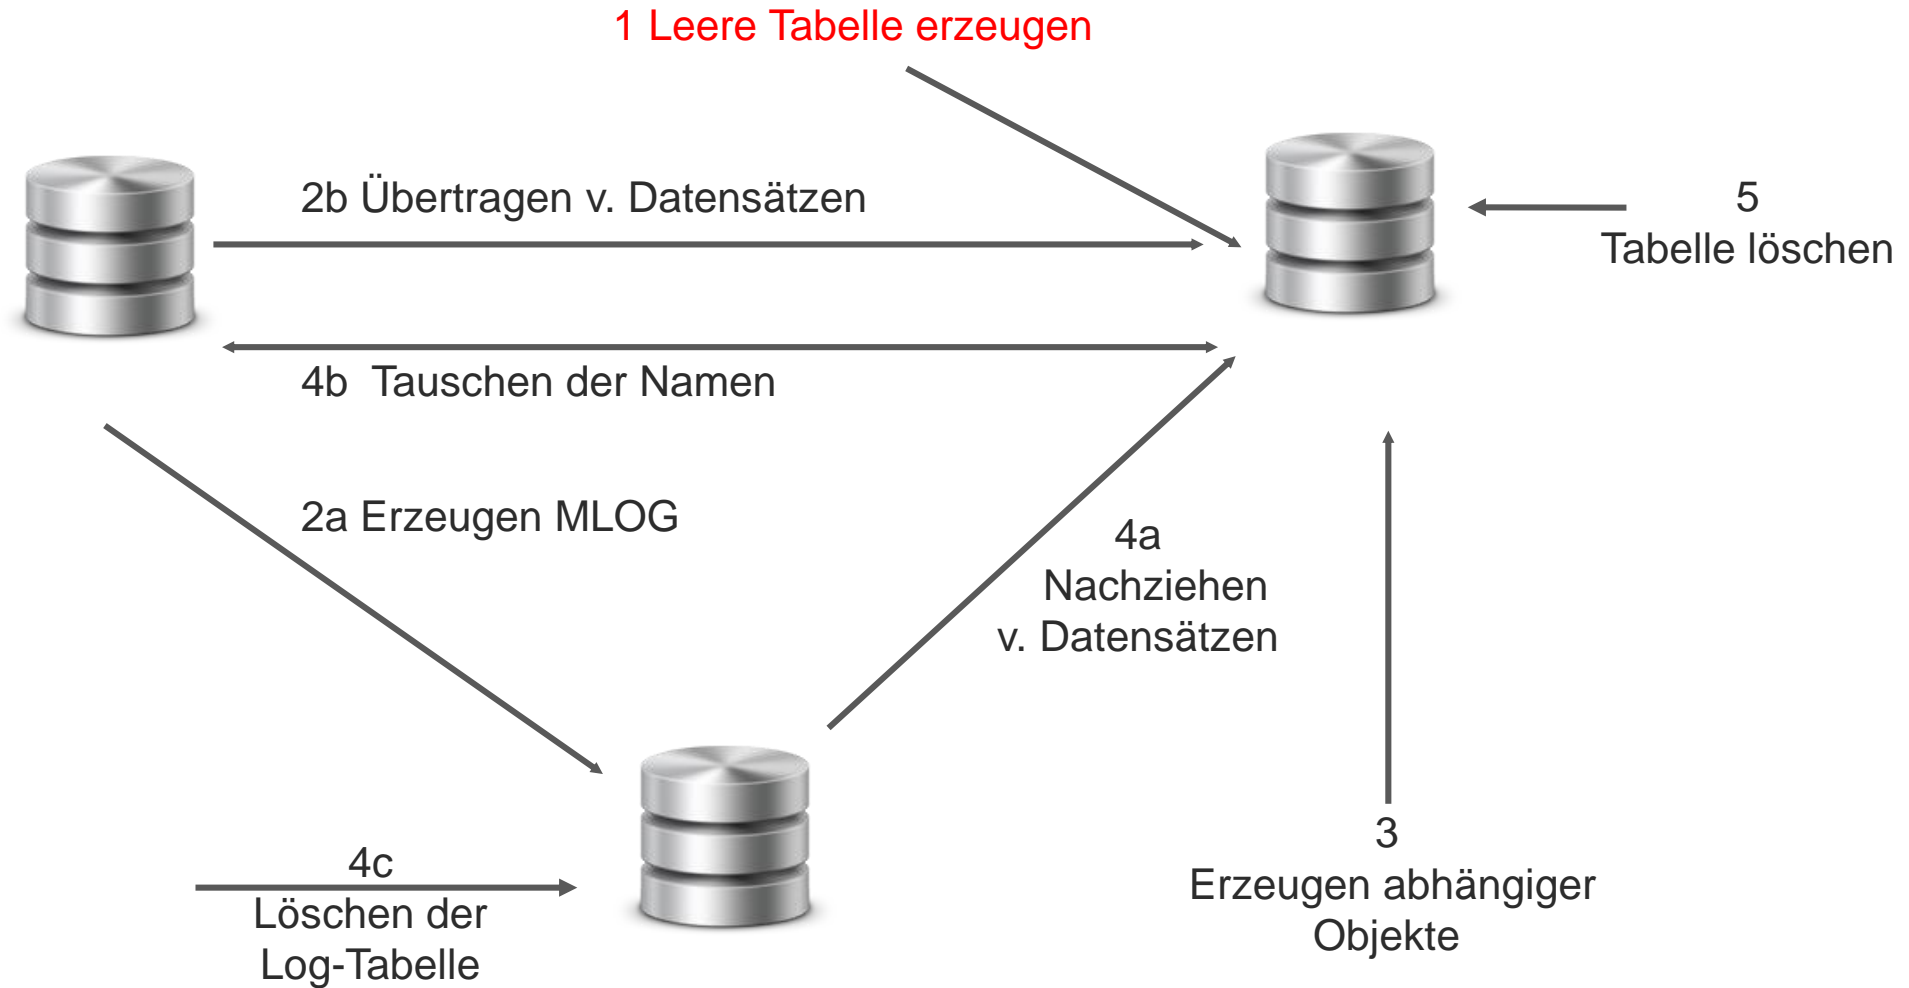 1 Leere Tabelle erzeugen
2b Übertragen v. Datensätzen
5
Tabelle löschen
4b Tauschen der Namen
2a Erzeugen MLOG
4a
Nachziehen
v. Datensätzen
3
Erzeugen abhängiger
Objekte
4c
Löschen der
Log-Tabelle